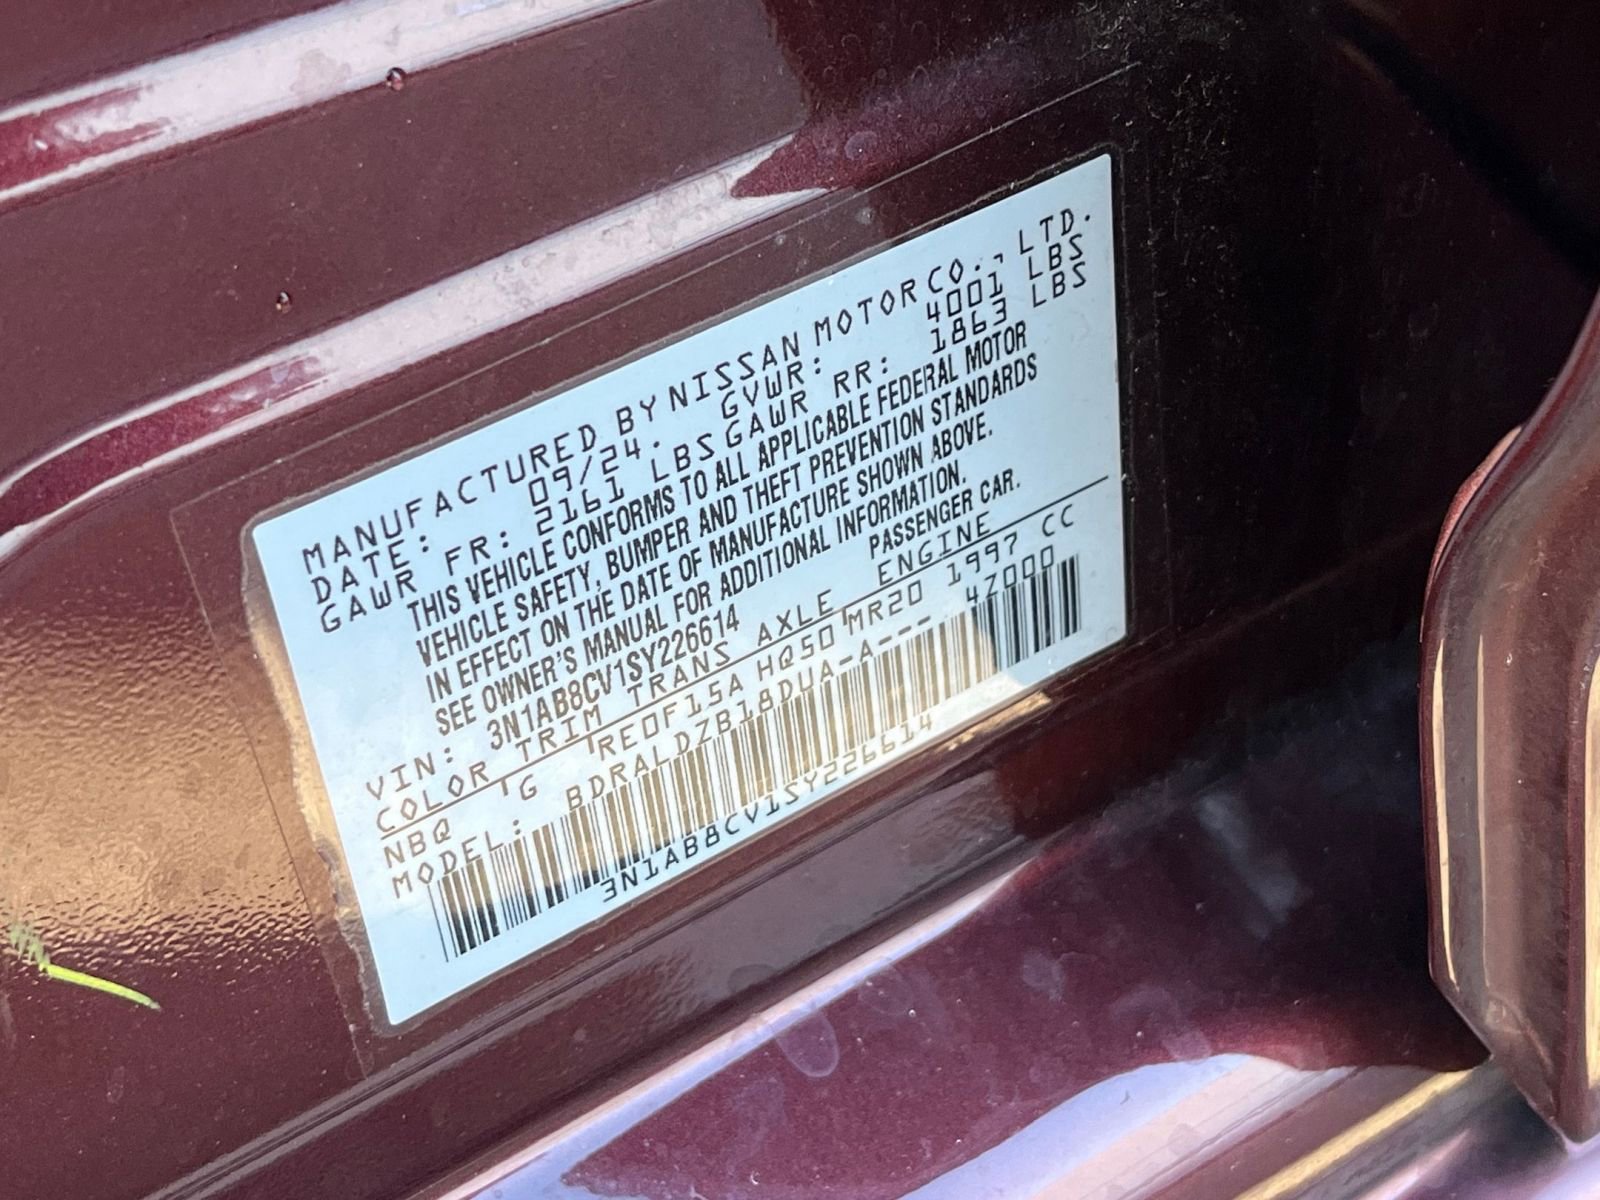 MANUFACTURED BY NISSAN MOTOR CO., LTD.
DATE: 09/24. GVWR: 4001 LBS
GAWR FR: 2161 LBS GAWR RR: 1863 LBS
THIS VEHICLE CONFORMS TO ALL APPLICABLE FEDERAL MOTOR
VEHICLE SAFETY, BUMPER AND THEFT PREVENTION STANDARDS
IN EFFECT ON THE DATE OF MANUFACTURE SHOWN ABOVE.
SEE OWNER'S MANUAL FOR ADDITIONAL INFORMATION.
VIN: 3N1AB8CV1SY226614 PASSENGER CAR.
COLOR TRIM TRANS AXLE ENGINE
NBQ G RE0F15A HQ50 MR20 1997 CC
MODEL: BDRALDZB18DUA-A--- 4Z000
3N1AB8CV1SY226614